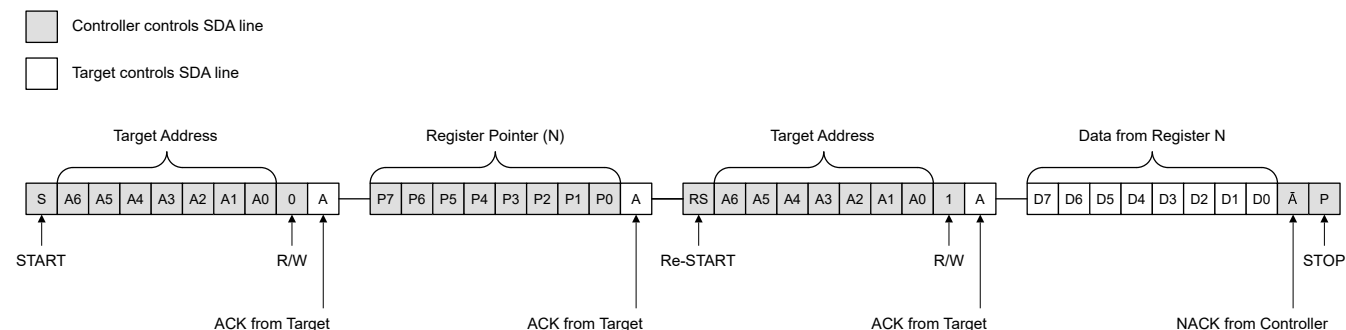 Controller controls SDA line
Target controls SDA line
Target Address Register Pointer (N) Target Address Data from Register N
S A6 A5 A4 A3 A2 A1 A0 0 A P7 P6 P5 P4 P3 P2 P1 P0 A RS A6 A5 A4 A3 A2 A1 A0 1 A D7 D6 D5 D4 D3 D2 D1 D0 Ā P
START R/W Re-START R/W STOP
ACK from Target ACK from Target ACK from Target NACK from Controller